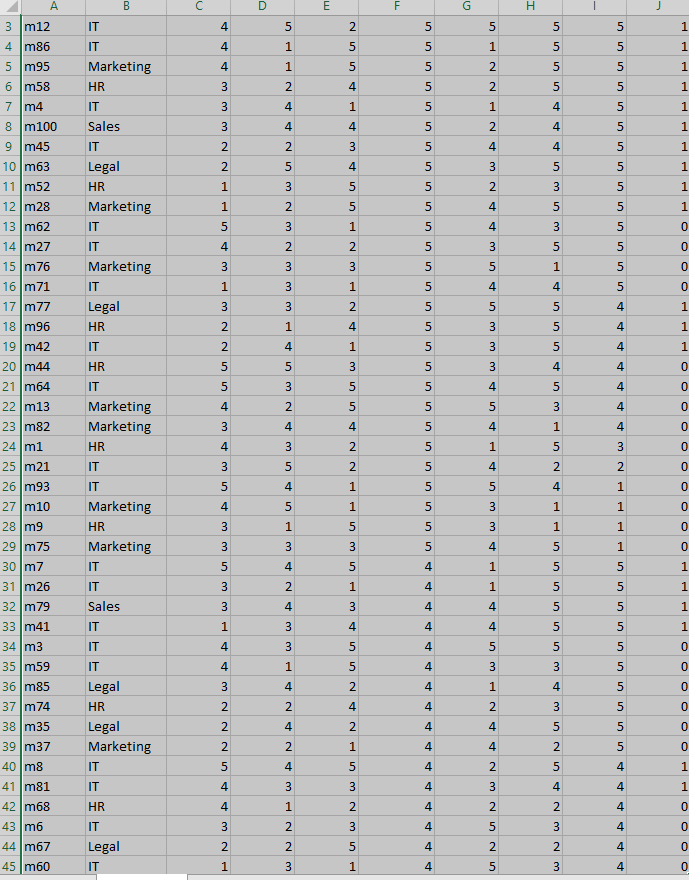 A B C D E F G H I J
3 m12 IT 4 5 2 5 5 5 5 1
4 m86 IT 4 1 5 5 1 5 5 1
5 m95 Marketing 4 1 5 5 2 5 5 1
6 m58 HR 3 2 4 5 2 5 5 1
7 m4 IT 3 4 1 5 1 4 5 1
8 m100 Sales 3 4 4 5 2 4 5 1
9 m45 IT 2 2 3 5 4 4 5 1
10 m63 Legal 2 5 4 5 3 5 5 1
11 m52 HR 1 3 5 5 2 3 5 1
12 m28 Marketing 1 2 5 5 4 5 5 1
13 m62 IT 5 3 1 5 4 3 5 0
14 m27 IT 4 2 2 5 3 5 5 0
15 m76 Marketing 3 3 3 5 5 1 5 0
16 m71 IT 1 3 1 5 4 4 5 0
17 m77 Legal 3 3 2 5 5 5 4 1
18 m96 HR 2 1 4 5 3 5 4 1
19 m42 IT 2 4 1 5 3 5 4 1
20 m44 HR 5 5 3 5 3 4 4 0
21 m64 IT 5 3 5 5 4 5 4 0
22 m13 Marketing 4 2 5 5 5 3 4 0
23 m82 Marketing 3 4 4 5 4 1 4 0
24 m1 HR 4 3 2 5 1 5 3 0
25 m21 IT 3 5 2 5 4 2 2 0
26 m93 IT 5 4 1 5 5 4 1 0
27 m10 Marketing 4 5 1 5 3 1 1 0
28 m9 HR 3 1 5 5 3 1 1 0
29 m75 Marketing 3 3 3 5 4 5 1 0
30 m7 IT 5 4 5 4 1 5 5 1
31 m26 IT 3 2 1 4 1 5 5 1
32 m79 Sales 3 4 3 4 4 5 5 1
33 m41 IT 1 3 4 4 4 5 5 1
34 m3 IT 4 3 5 4 5 5 5 0
35 m59 IT 4 1 5 4 3 3 5 0
36 m85 Legal 3 4 2 4 1 4 5 0
37 m74 HR 2 2 4 4 2 3 5 0
38 m35 Legal 2 4 2 4 4 5 5 0
39 m37 Marketing 2 2 1 4 4 2 5 0
40 m8 IT 5 4 5 4 2 5 4 1
41 m81 IT 4 3 3 4 3 4 4 1
42 m68 HR 4 1 2 4 2 2 4 0
43 m6 IT 3 2 3 4 5 3 4 0
44 m67 Legal 2 2 5 4 2 2 4 0
45 m60 IT 1 3 1 4 5 3 4 0